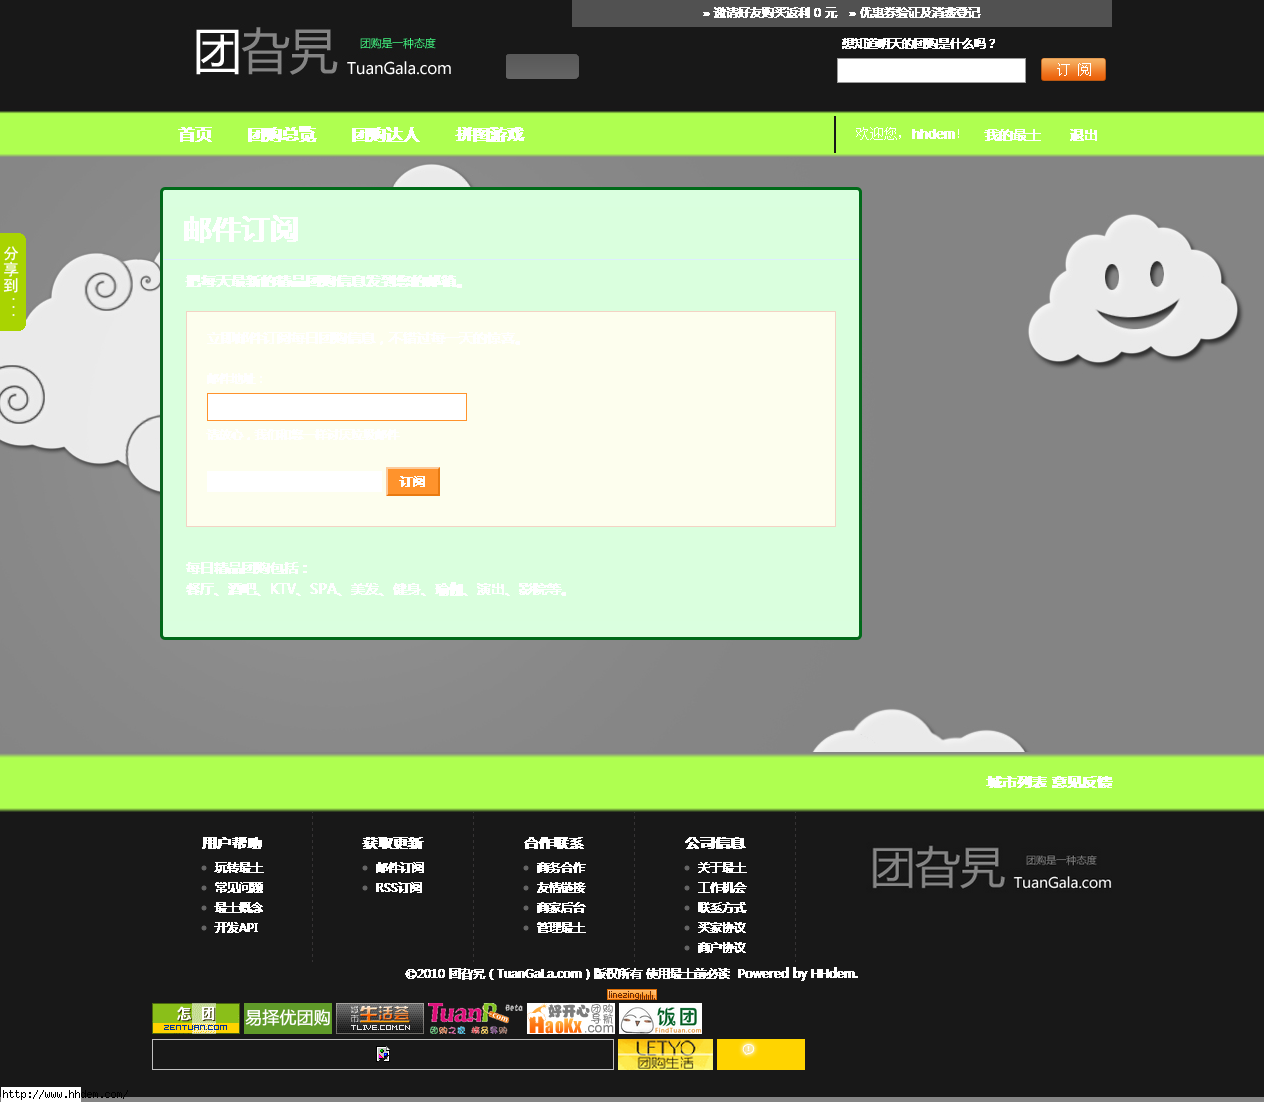 » 邀请好友购买返利 0 元 » 优惠券验证及消费登记
团旮旯 团购是一种态度
TuanGala.com
想知道明天的团购是什么吗？
订 阅
首页 团购总览 团购达人 拼图游戏
欢迎您，hhdem！ 我的最土 退出
分享到
邮件订阅
把每天最新的精品团购信息发到您的邮箱。
订阅
每日精品团购包括：
餐厅、酒吧、KTV、SPA、美发、健身、瑜伽、演出、影院等。
城市列表 意见反馈
用户帮助
玩转最土
常见问题
最土概念
开发API
获取更新
邮件订阅
RSS订阅
合作联系
商务合作
友情链接
商家后台
管理最土
公司信息
关于最土
工作机会
联系方式
买家协议
商户协议
团旮旯 团购是一种态度
TuanGala.com
©2010 团旮旯 ( TuanGaLa.com ) 版权所有 使用最土前必读 Powered by HHdem.
linezing
怎 团
ZENTUAN.COM
易择优团购
城市生活荟
TLIVE.COM.CN
TuanP.com Beta
团购之家 精品易购
好开心团购导航
HaoKx.com
饭团
FindTuan.com
LETYO
团购生活
http://www.hhdem.com/